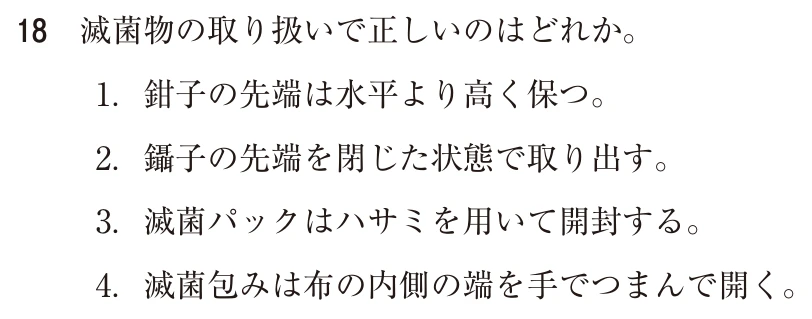 18 滅菌物の取り扱いで正しいのはどれか。
1. 鉗子の先端は水平より高く保つ。
2. 鑷子の先端を閉じた状態で取り出す。
3. 滅菌パックはハサミを用いて開封する。
4. 滅菌包みは布の内側の端を手でつまんで開く。